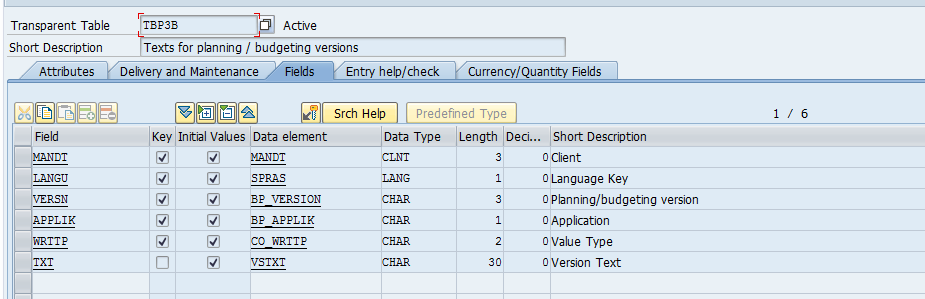 Transparent Table TBP3B Active
Short Description Texts for planning / budgeting versions
Attributes Delivery and Maintenance Fields Entry help/check Currency/Quantity Fields
Srch Help Predefined Type 1 / 6
Field Key Initial Values Data element Data Type Length Deci... Short Description
MANDT MANDT CLNT 3 0 Client
LANGU SPRAS LANG 1 0 Language Key
VERSN BP_VERSION CHAR 3 0 Planning/budgeting version
APPLIK BP_APPLIK CHAR 1 0 Application
WRTTP CO_WRTTP CHAR 2 0 Value Type
TXT VSTXT CHAR 30 0 Version Text